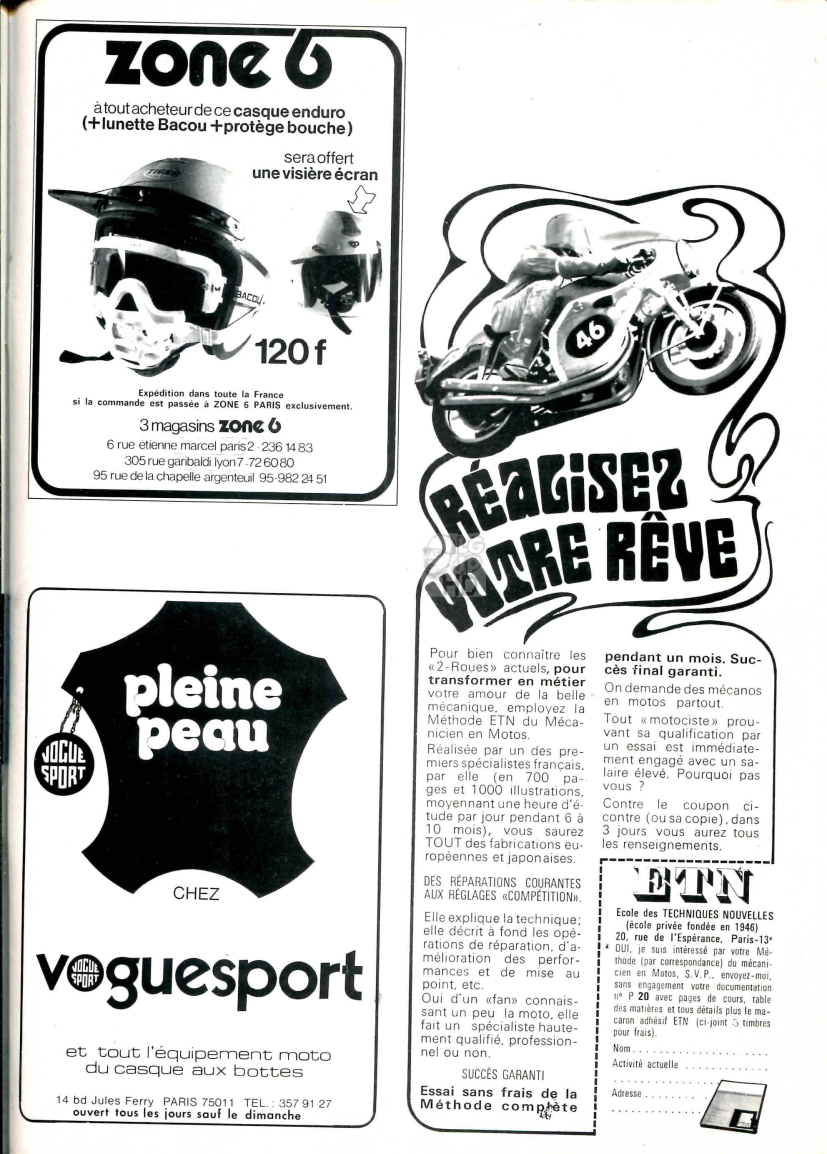 zone 6
à tout acheteur de ce casque enduro
(+lunette Bacou +protège bouche)
sera offert
une visière écran
TIGER
BACOU
120 f
Expédition dans toute la France
si la commande est passée à ZONE 6 PARIS exclusivement.
3 magasins zone 6
6 rue etienne marcel paris 2 - 236 14 83
305 rue garibaldi lyon 7 - 72 60 80
95 rue de la chapelle argenteuil 95-982 24 51
pleine
peau
VOGUE
SPORT
CHEZ
voguesport
VOGUE
SPORT
et tout l'équipement moto
du casque aux bottes
14 bd Jules Ferry PARIS 75011 TEL. : 357 91 27
ouvert tous les jours sauf le dimanche
46
RÉALISEZ
VOTRE RÊVE
Pour bien connaître les
«2-Roues» actuels, pour
transformer en métier
votre amour de la belle
mécanique, employez la
Méthode ETN du Méca-
nicien en Motos.
Réalisée par un des pre-
miers spécialistes français,
par elle (en 700 pa-
ges et 1000 illustrations,
moyennant une heure d'é-
tude par jour pendant 6 à
10 mois), vous saurez
TOUT des fabrications eu-
ropéennes et japonaises.
DES RÉPARATIONS COURANTES
AUX RÉGLAGES «COMPÉTITION».
Elle explique la technique;
elle décrit à fond les opé-
rations de réparation, d'a-
mélioration des perfor-
mances et de mise au
point, etc.
Oui d'un «fan» connais-
sant un peu la moto, elle
fait un spécialiste haute-
ment qualifié, profession-
nel ou non.
SUCCÈS GARANTI
Essai sans frais de la
Méthode complète
pendant un mois. Suc-
cès final garanti.
On demande des mécanos
en motos partout.
Tout «motociste» prou-
vant sa qualification par
un essai est immédiate-
ment engagé avec un sa-
laire élevé. Pourquoi pas
vous ?
Contre le coupon ci-
contre (ou sa copie), dans
3 jours vous aurez tous
les renseignements.
ETN
Ecole des TECHNIQUES NOUVELLES
(école privée fondée en 1946)
20, rue de l'Espérance, Paris-13e
OUI, je suis intéressé par votre Mé-
thode (par correspondance) du mécani-
cien en Motos, S.V.P., envoyez-moi,
sans engagement votre documentation
n° P 20 avec pages de cours, table
des matières et tous détails plus le ma-
caron adhésif ETN (ci-joint 3 timbres
pour frais).
Nom
Activité actuelle
Adresse